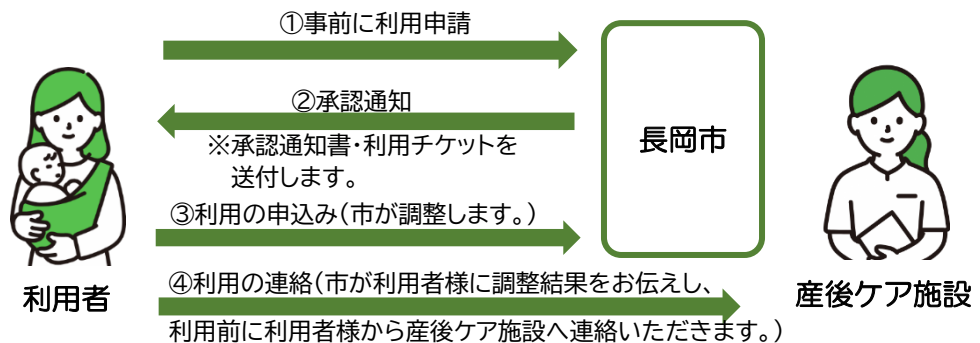 ①事前に利用申請
②承認通知
※承認通知書・利用チケットを
送付します。
長岡市
③利用の申込み（市が調整します。）
④利用の連絡（市が利用者様に調整結果をお伝えし、
利用前に利用者様から産後ケア施設へ連絡いただきます。）
利用者
産後ケア施設